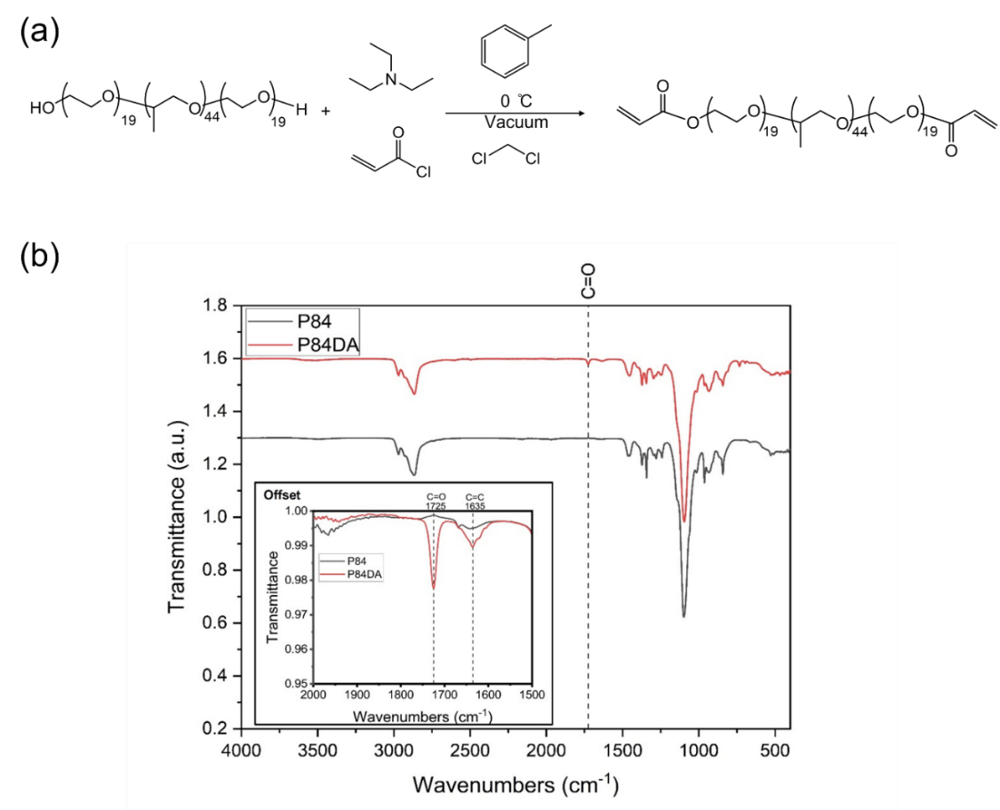 (a)
HO
O
19
O
44
O
19
H
+
N
O
Cl
0 ℃
Vacuum
Cl
Cl
O
O
O
19
O
44
O
19
O
(b)
C=O
P84
P84DA
1.8
1.6
1.4
1.2
1.0
0.8
0.6
0.4
0.2
Transmittance (a.u.)
4000 3500 3000 2500 2000 1500 1000 500
Wavenumbers (cm-1)
Offset
C=O
1725
C=C
1635
1.00
0.99
0.98
0.97
0.96
0.95
Transmittance
P84
P84DA
2000 1900 1800 1700 1600 1500
Wavenumbers (cm-1)